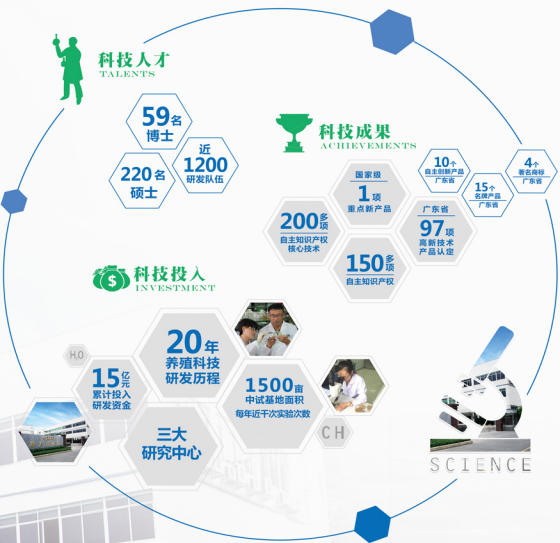 科技人才
TALENTS
59名
博士
220名
硕士
近
1200
研发队伍
科技成果
ACHIEVEMENTS
国家级
1项
重点新产品
200多项
自主知识产权
核心技术
150多项
自主知识产权
广东省
97项
高新技术
产品认定
10个
自主创新产品
广东省
15个
名牌产品
广东省
4个
著名商标
广东省
科技投入
INVESTMENT
H₂O
15亿元
累计投入
研发资金
20年
养殖科技
研发历程
三大
研究中心
1500亩
中试基地面积
每年近千次实验次数
CH
SCIENCE